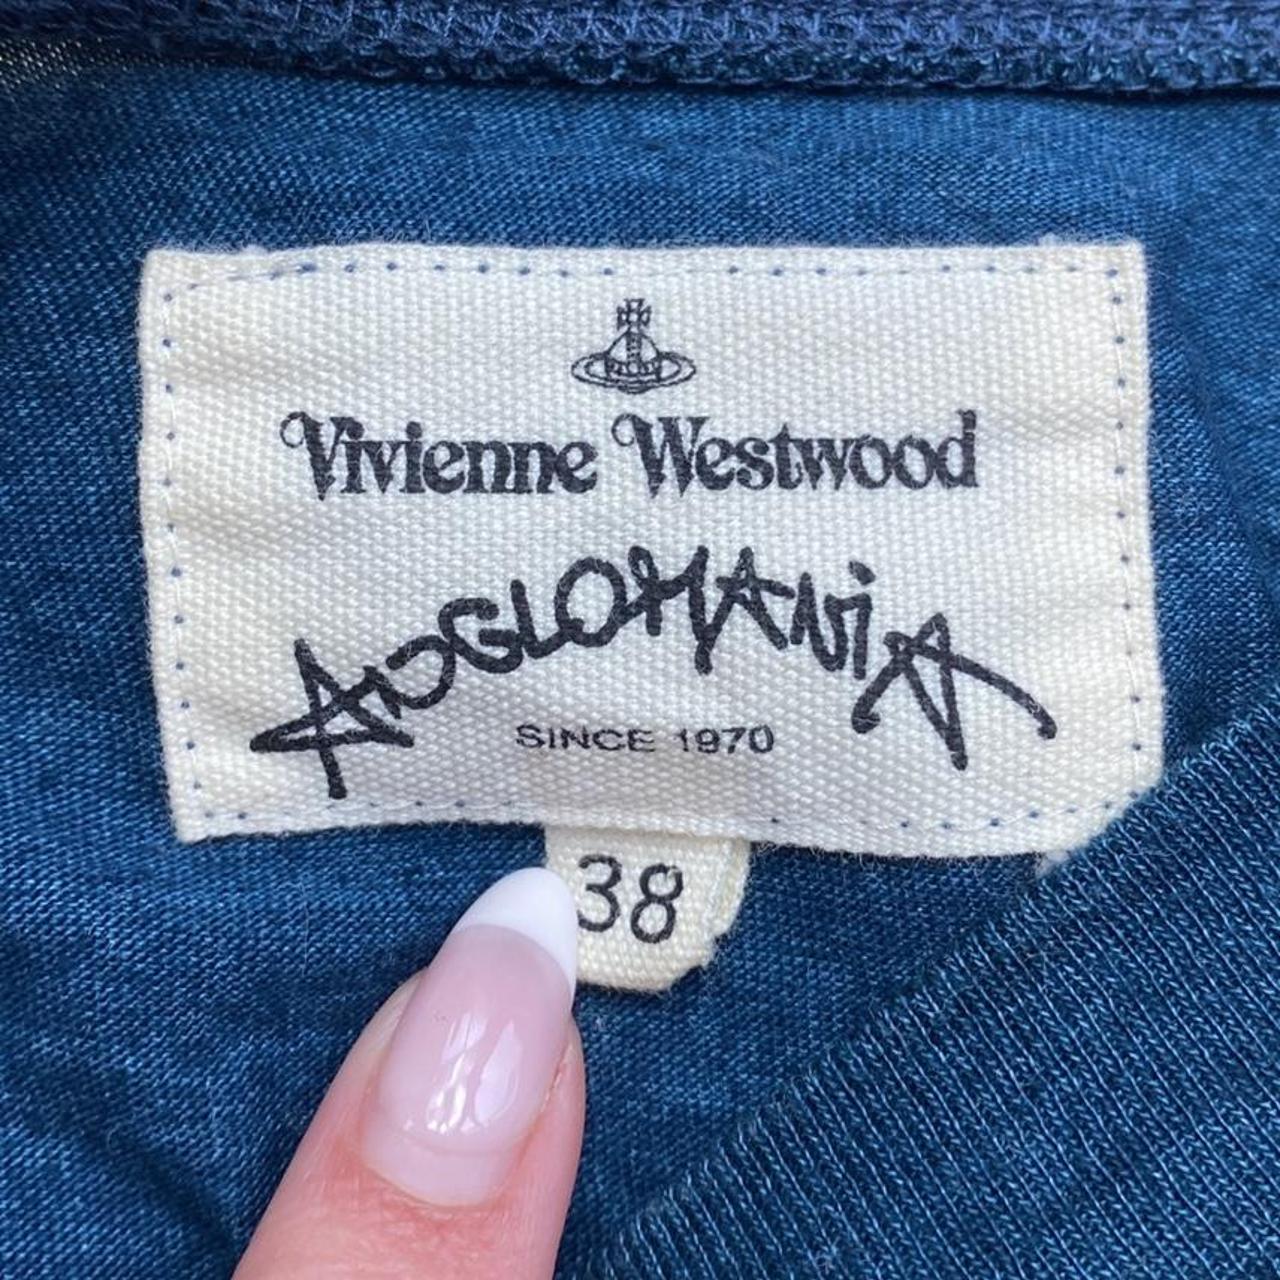 Vivienne Westwood
ANGLOMANiA
SINCE 1970
38